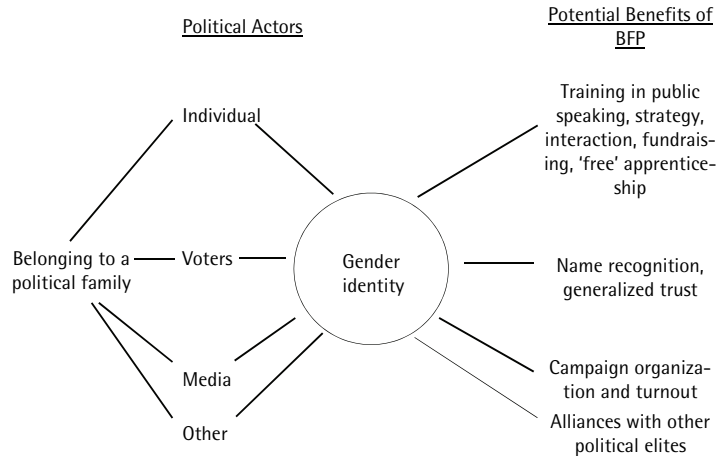 Political Actors
Potential Benefits of
BFP
Individual
Training in public
speaking, strategy,
interaction, fundrais-
ing, ‘free’ apprentice-
ship
Belonging to a
political family
Voters
Gender
identity
Name recognition,
generalized trust
Media
Campaign organiza-
tion and turnout
Other
Alliances with other
political elites